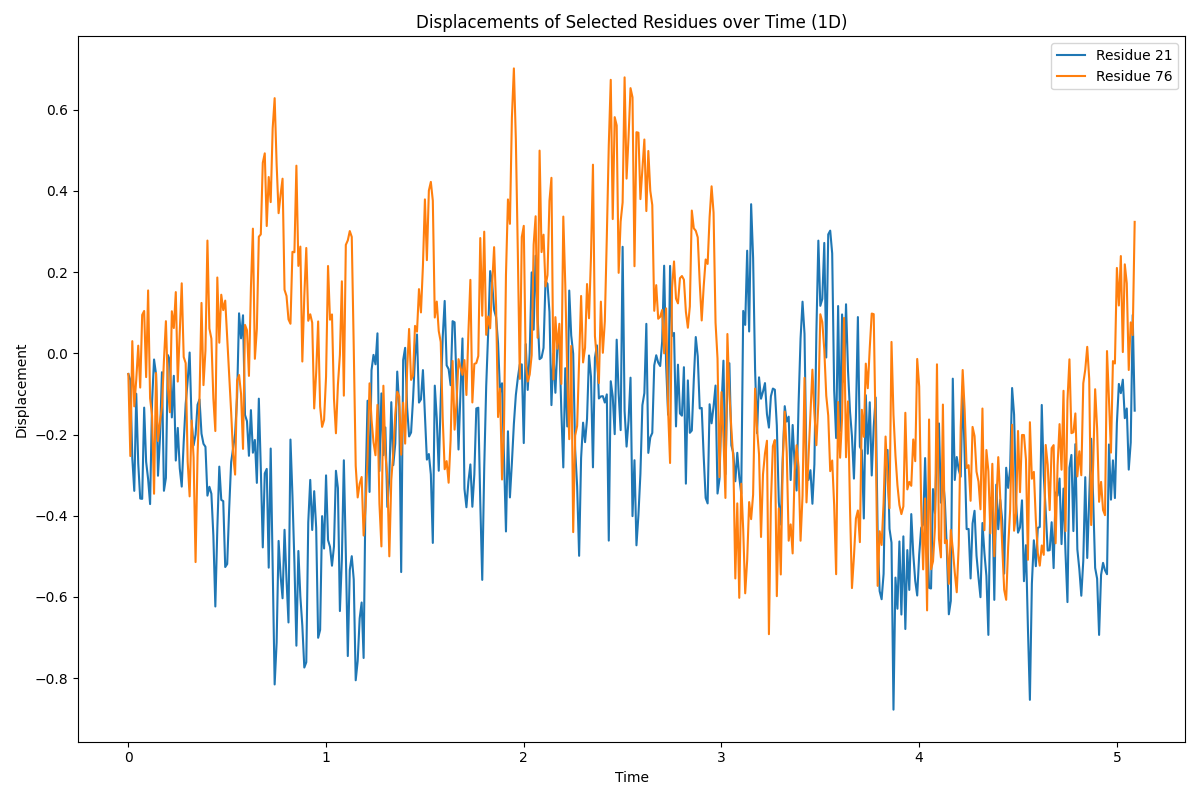 Displacements of Selected Residues over Time (1D)
Residue 21
Residue 76
Displacement
0.6
0.4
0.2
0.0
−0.2
−0.4
−0.6
−0.8
0 1 2 3 4 5
Time